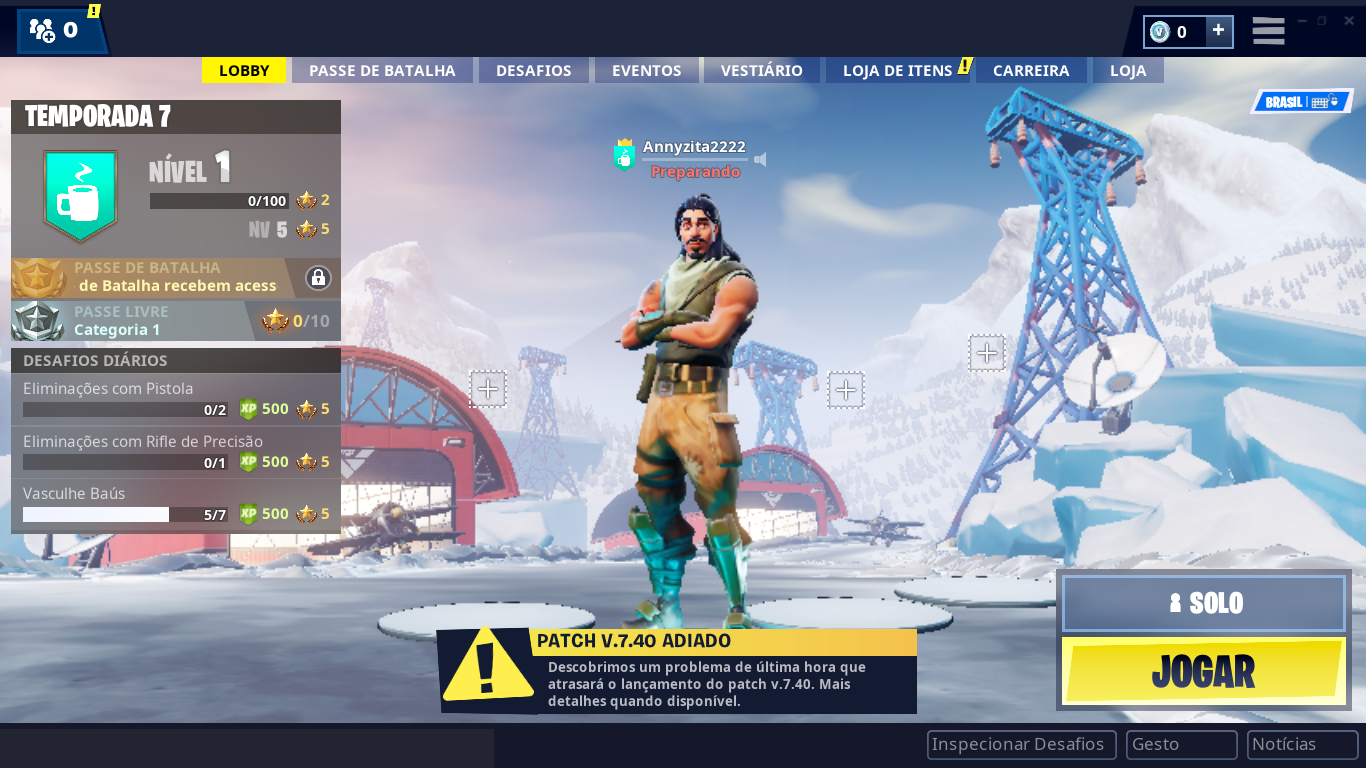 0
!
V 0 +
LOBBY
PASSE DE BATALHA
DESAFIOS
EVENTOS
VESTIÁRIO
LOJA DE ITENS !
CARREIRA
LOJA
BRASIL
TEMPORADA 7
NÍVEL 1
0/100 2
NV 5 5
PASSE DE BATALHA
de Batalha recebem acess
PASSE LIVRE
Categoria 1
0/10
DESAFIOS DIÁRIOS
Eliminações com Pistola
0/2 XP 500 5
Eliminações com Rifle de Precisão
0/1 XP 500 5
Vasculhe Baús
5/7 XP 500 5
Annyzita2222
Preparando
PATCH V.7.40 ADIADO
Descobrimos um problema de última hora que
atrasará o lançamento do patch v.7.40. Mais
detalhes quando disponível.
SOLO
JOGAR
Inspecionar Desafios
Gesto
Notícias